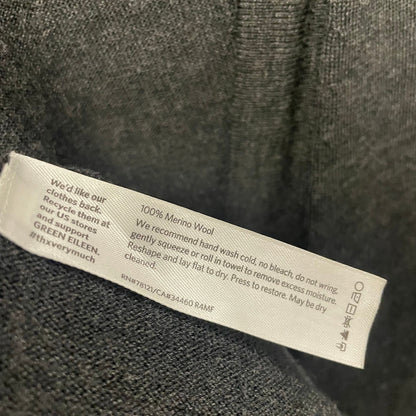 We'd like our
clothes back.
Recycle them at
our US stores
and support
GREEN EILEEN.
#thxverymuch
100% Merino Wool
We recommend hand wash cold, no bleach, do not wring,
gently squeeze or roll in towel to remove excess moisture.
Reshape and lay flat to dry. Press to restore. May be dry
cleaned.
RN#78121/CA#34460 R4MF